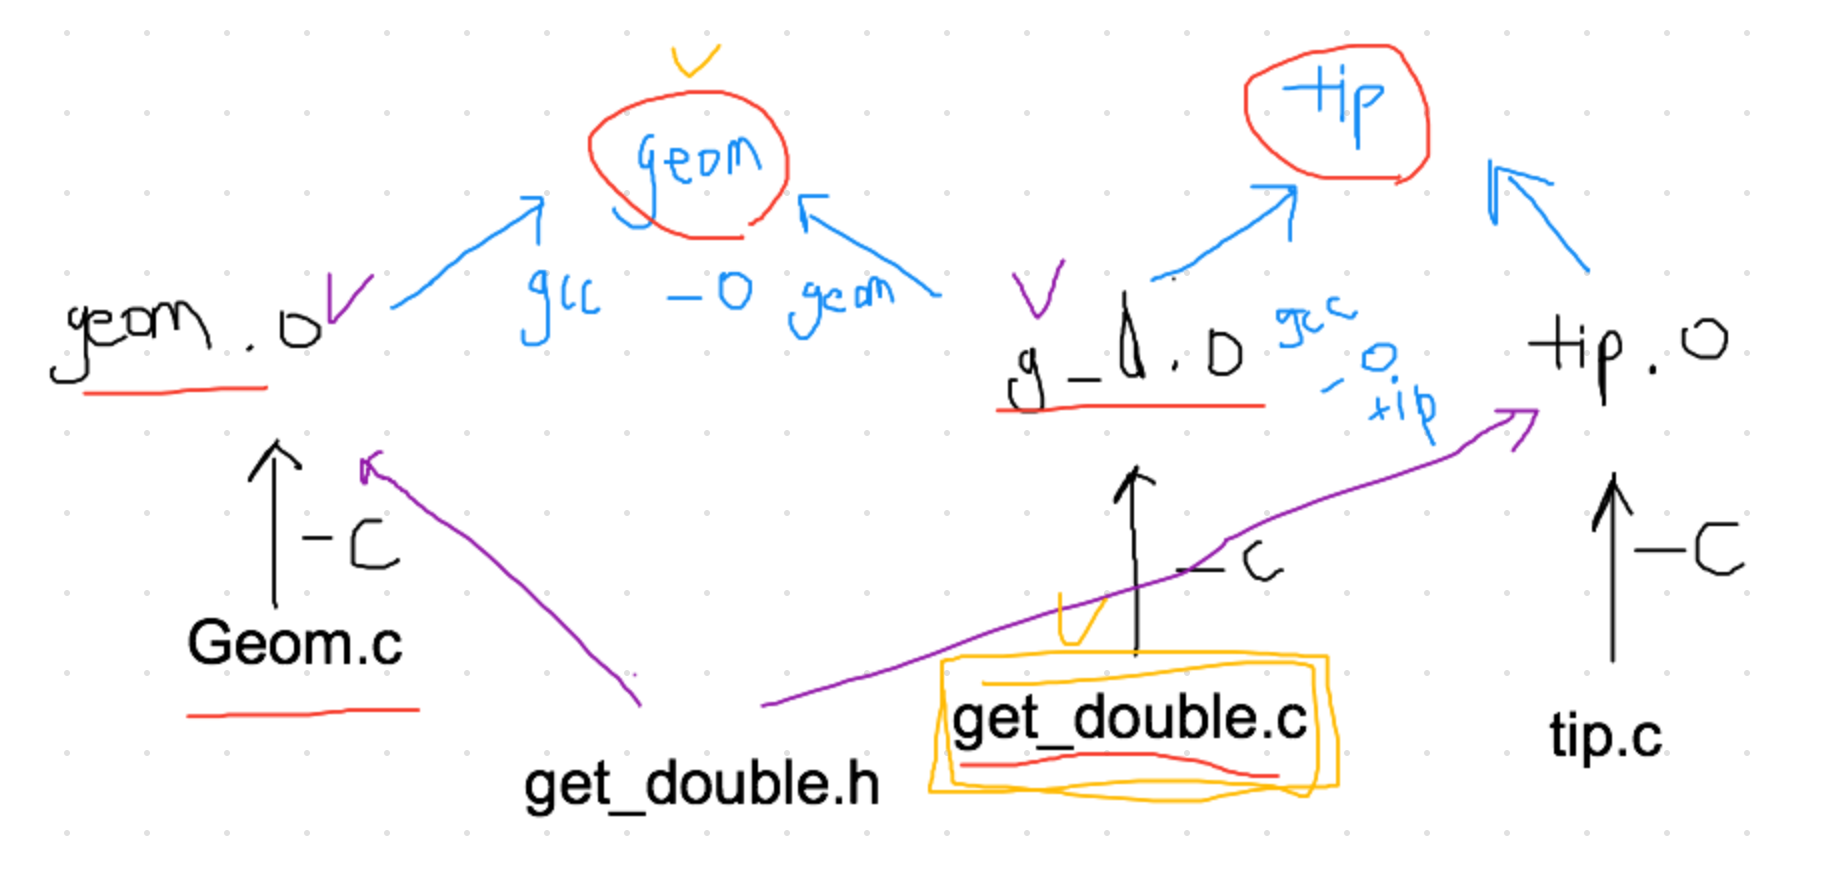 tip
geom
gcc -o geom
geom.o
g_d.o
gcc
-o
tip
tip.o
-c
-c
-c
Geom.c
get_double.h
get_double.c
tip.c